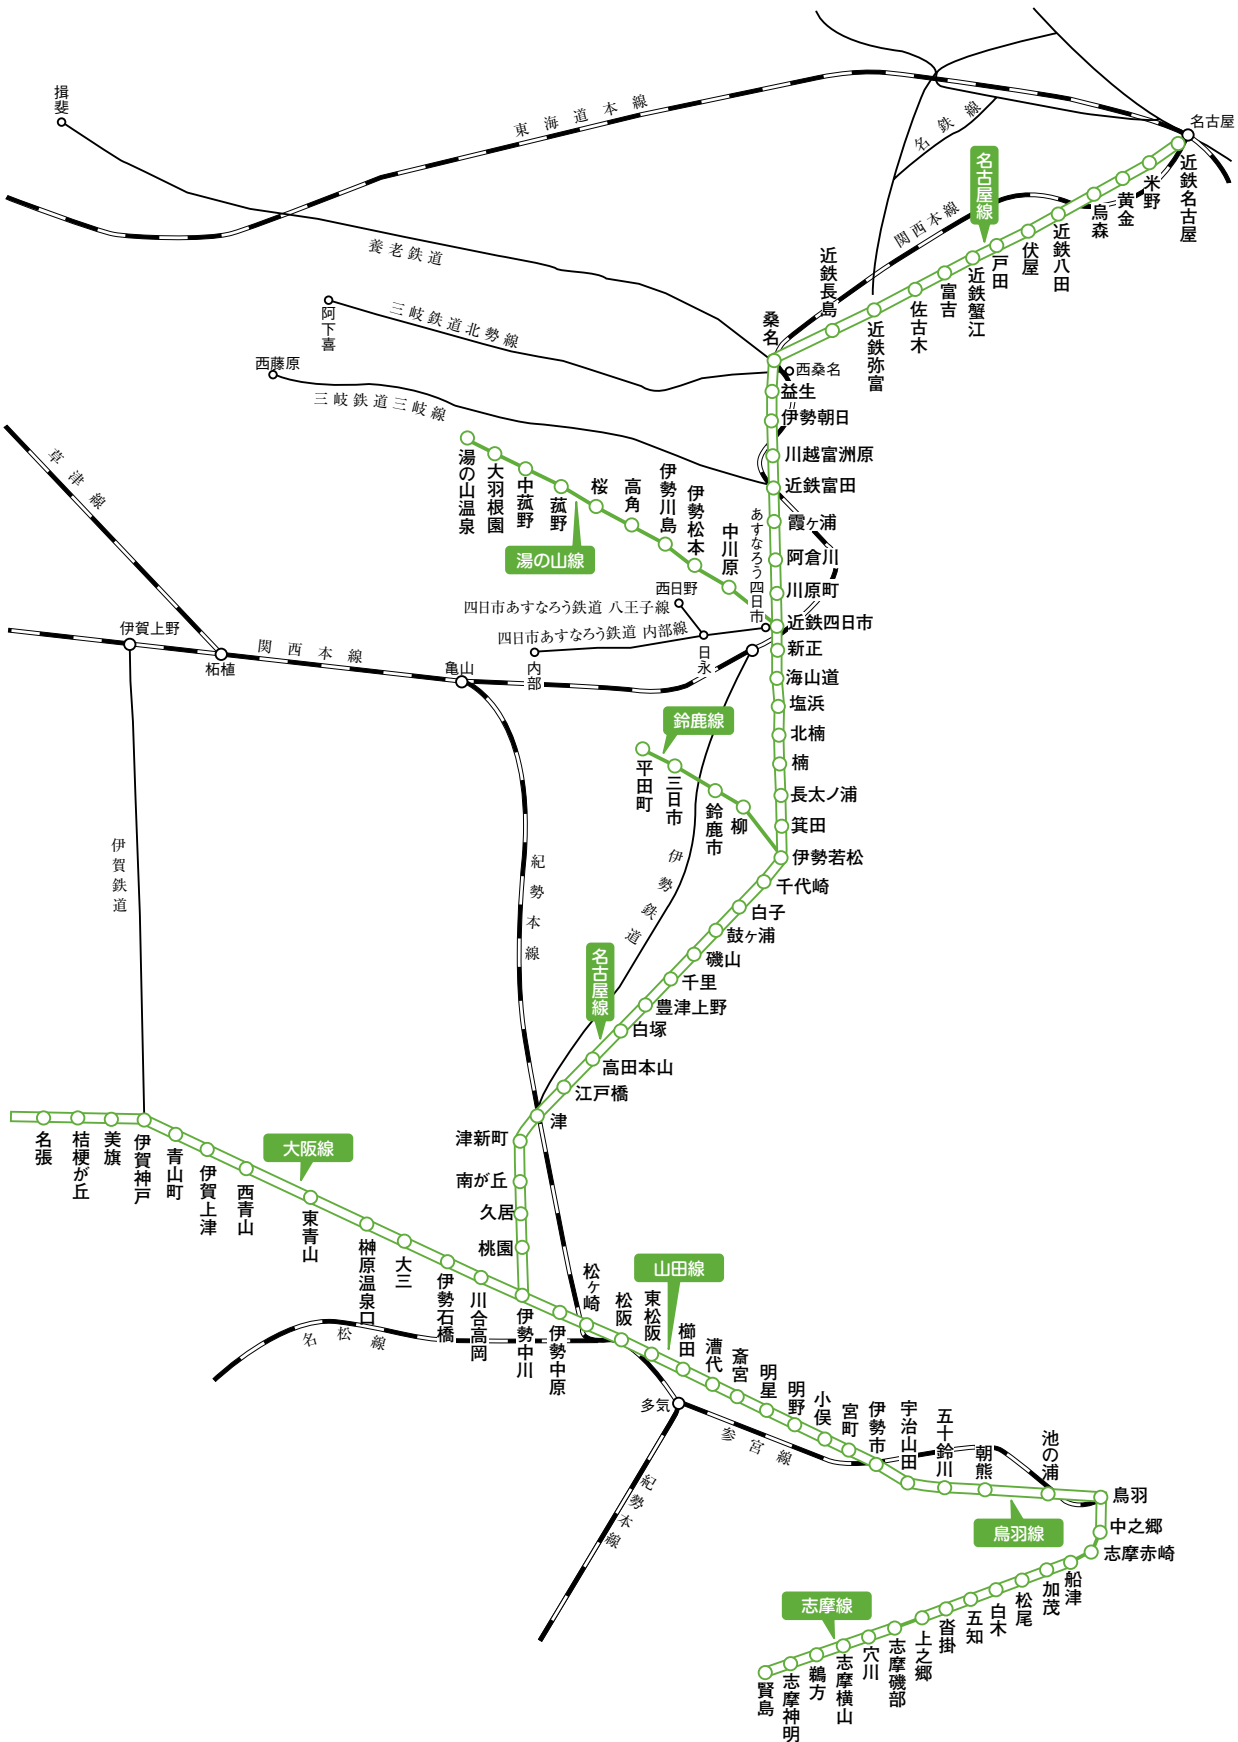 揖斐
東海道本線
名鉄線
名古屋
名古屋線
近鉄名古屋
米野
黄金
烏森
近鉄八田
伏屋
戸田
近鉄蟹江
富吉
佐古木
近鉄弥富
近鉄長島
桑名
関西本線
養老鉄道
阿下喜
三岐鉄道北勢線
西桑名
西藤原
三岐鉄道三岐線
益生
伊勢朝日
川越富洲原
近鉄富田
霞ヶ浦
阿倉川
川原町
近鉄四日市
新正
海山道
塩浜
北楠
楠
長太ノ浦
箕田
伊勢若松
千代崎
白子
鼓ヶ浦
磯山
千里
豊津上野
白塚
高田本山
江戸橋
津
津新町
南が丘
久居
桃園
湯の山温泉
大羽根園
中菰野
菰野
桜
高角
伊勢川島
伊勢松本
中川原
湯の山線
あすなろう四日市
西日野
四日市あすなろう鉄道 八王子線
四日市あすなろう鉄道 内部線
内部
日永
草津線
伊賀上野
柘植
関西本線
亀山
鈴鹿線
平田町
三日市
鈴鹿市
柳
伊勢鉄道
紀勢本線
伊賀鉄道
名古屋線
名張
桔梗が丘
美旗
伊賀神戸
青山町
伊賀上津
西青山
大阪線
東青山
榊原温泉口
大三
伊勢石橋
川合高岡
伊勢中川
伊勢中原
松ヶ崎
松阪
東松阪
山田線
櫛田
漕代
斎宮
明星
明野
小俣
宮町
伊勢市
宇治山田
五十鈴川
朝熊
池の浦
鳥羽
名松線
多気
参宮線
紀勢本線
鳥羽線
中之郷
志摩赤崎
船津
加茂
松尾
白木
五知
沓掛
上之郷
志摩磯部
穴川
志摩横山
鵜方
志摩神明
賢島
志摩線